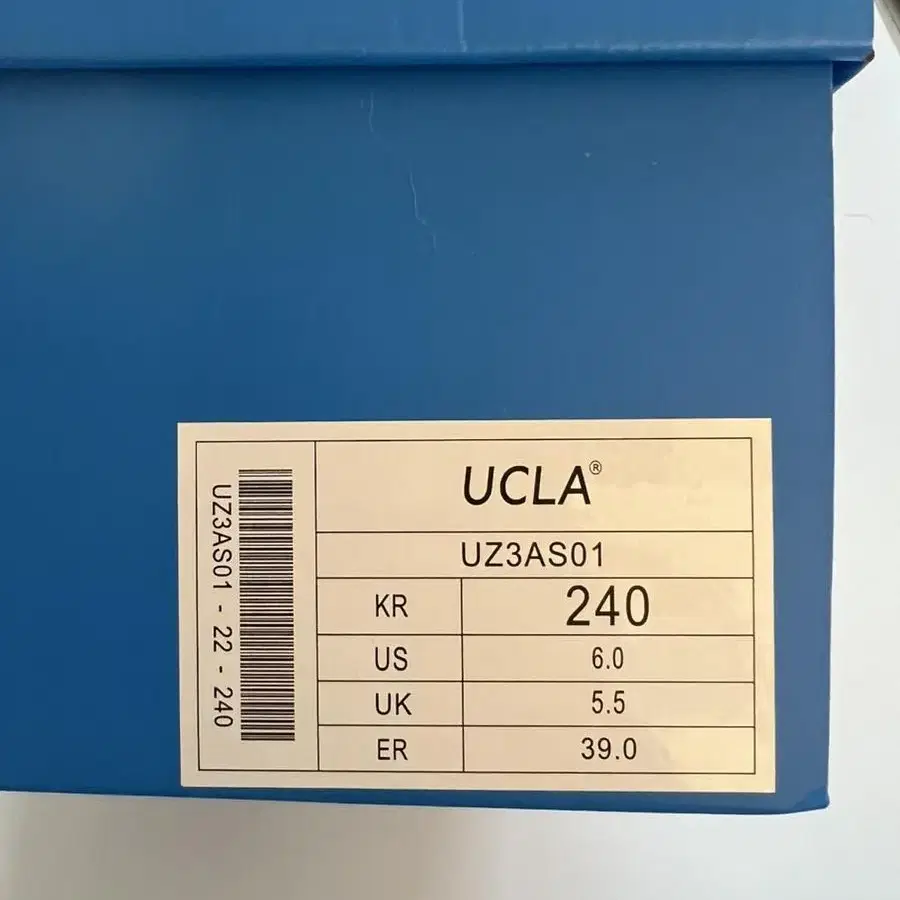 UZ3AS01 - 22 - 240
UCLA®
UZ3AS01
KR 240
US 6.0
UK 5.5
ER 39.0